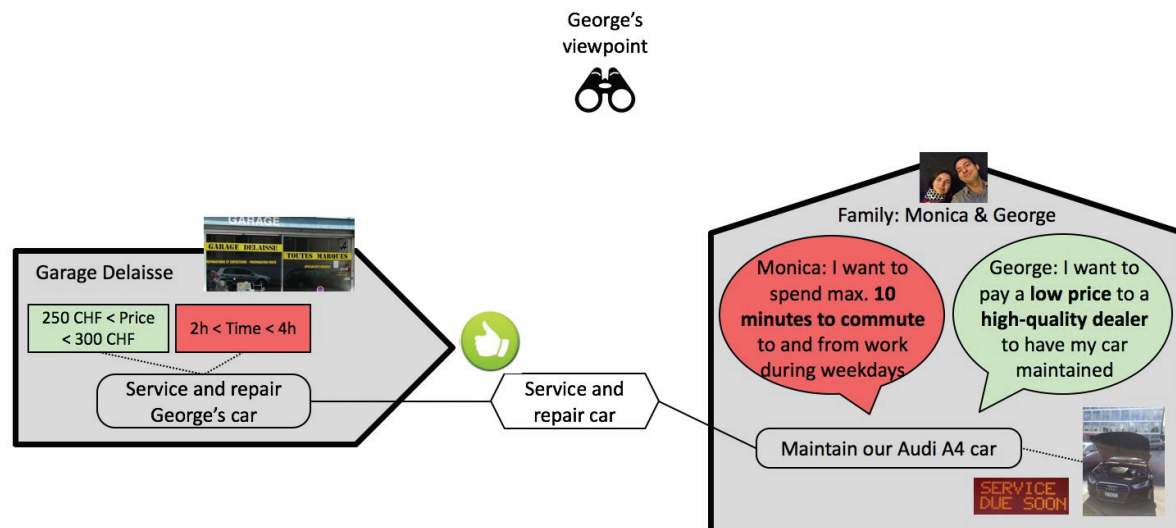 George's
viewpoint
Family: Monica & George
GARAGE
GARAGE DELAISSE
TOUTES MARQUES
Garage Delaisse
Monica: I want to
spend max. 10
minutes to commute
to and from work
during weekdays
George: I want to
pay a low price to a
high-quality dealer
to have my car
maintained
250 CHF < Price
< 300 CHF
2h < Time < 4h
Service and repair
George's car
Service and
repair car
Maintain our Audi A4 car
SERVICE
DUE SOON